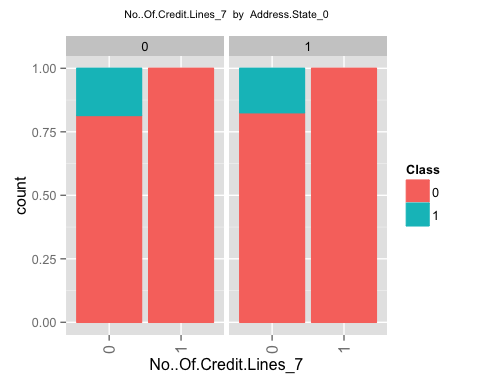 No..Of.Credit.Lines_7 by Address.State_0
0 1
1.00
0.75
0.50
0.25
0.00
count
0 1 0 1
No..Of.Credit.Lines_7
Class
0
1